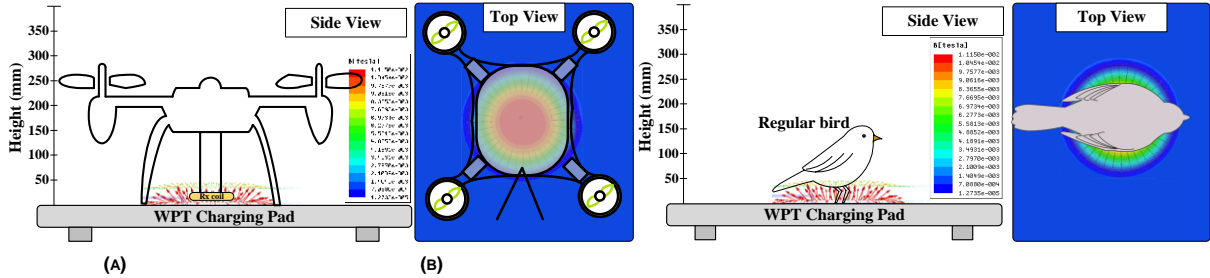 Side View
Top View
Height (mm)
350
300
250
200
150
100
50
B[tesla]
Rx coil
WPT Charging Pad
(A)
(B)
Side View
Top View
Height (mm)
350
300
250
200
150
100
50
Regular bird
B[tesla]
1.1150e-002
1.0454e-002
9.7577e-003
9.0616e-003
8.3655e-003
7.6695e-003
6.9734e-003
6.2773e-003
5.5813e-003
4.8852e-003
4.1891e-003
3.4931e-003
2.7970e-003
2.1009e-003
1.4049e-003
7.0880e-004
1.2735e-005
WPT Charging Pad